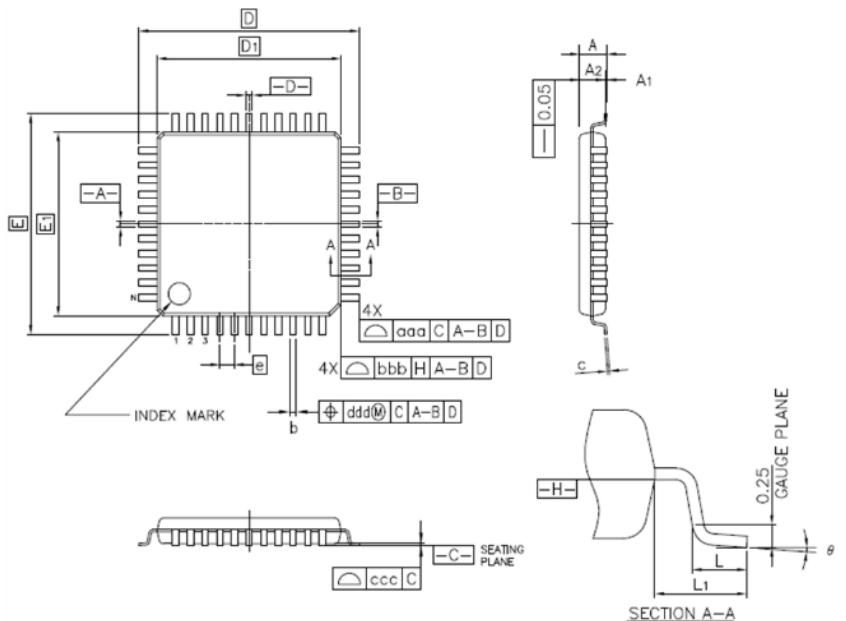 D
D1
-D-
A
A2
A1
— 0.05
-A-
-B-
E
E1
A A
N
4X
⌓ aaa C A-B D
1 2 3
e
4X ⌓ bbb H A-B D
c
INDEX MARK
b
⌖ ddd Ⓜ C A-B D
-H-
0.25
GAUGE PLANE
-C- SEATING
PLANE
⌓ ccc C
θ
L
L1
SECTION A-A